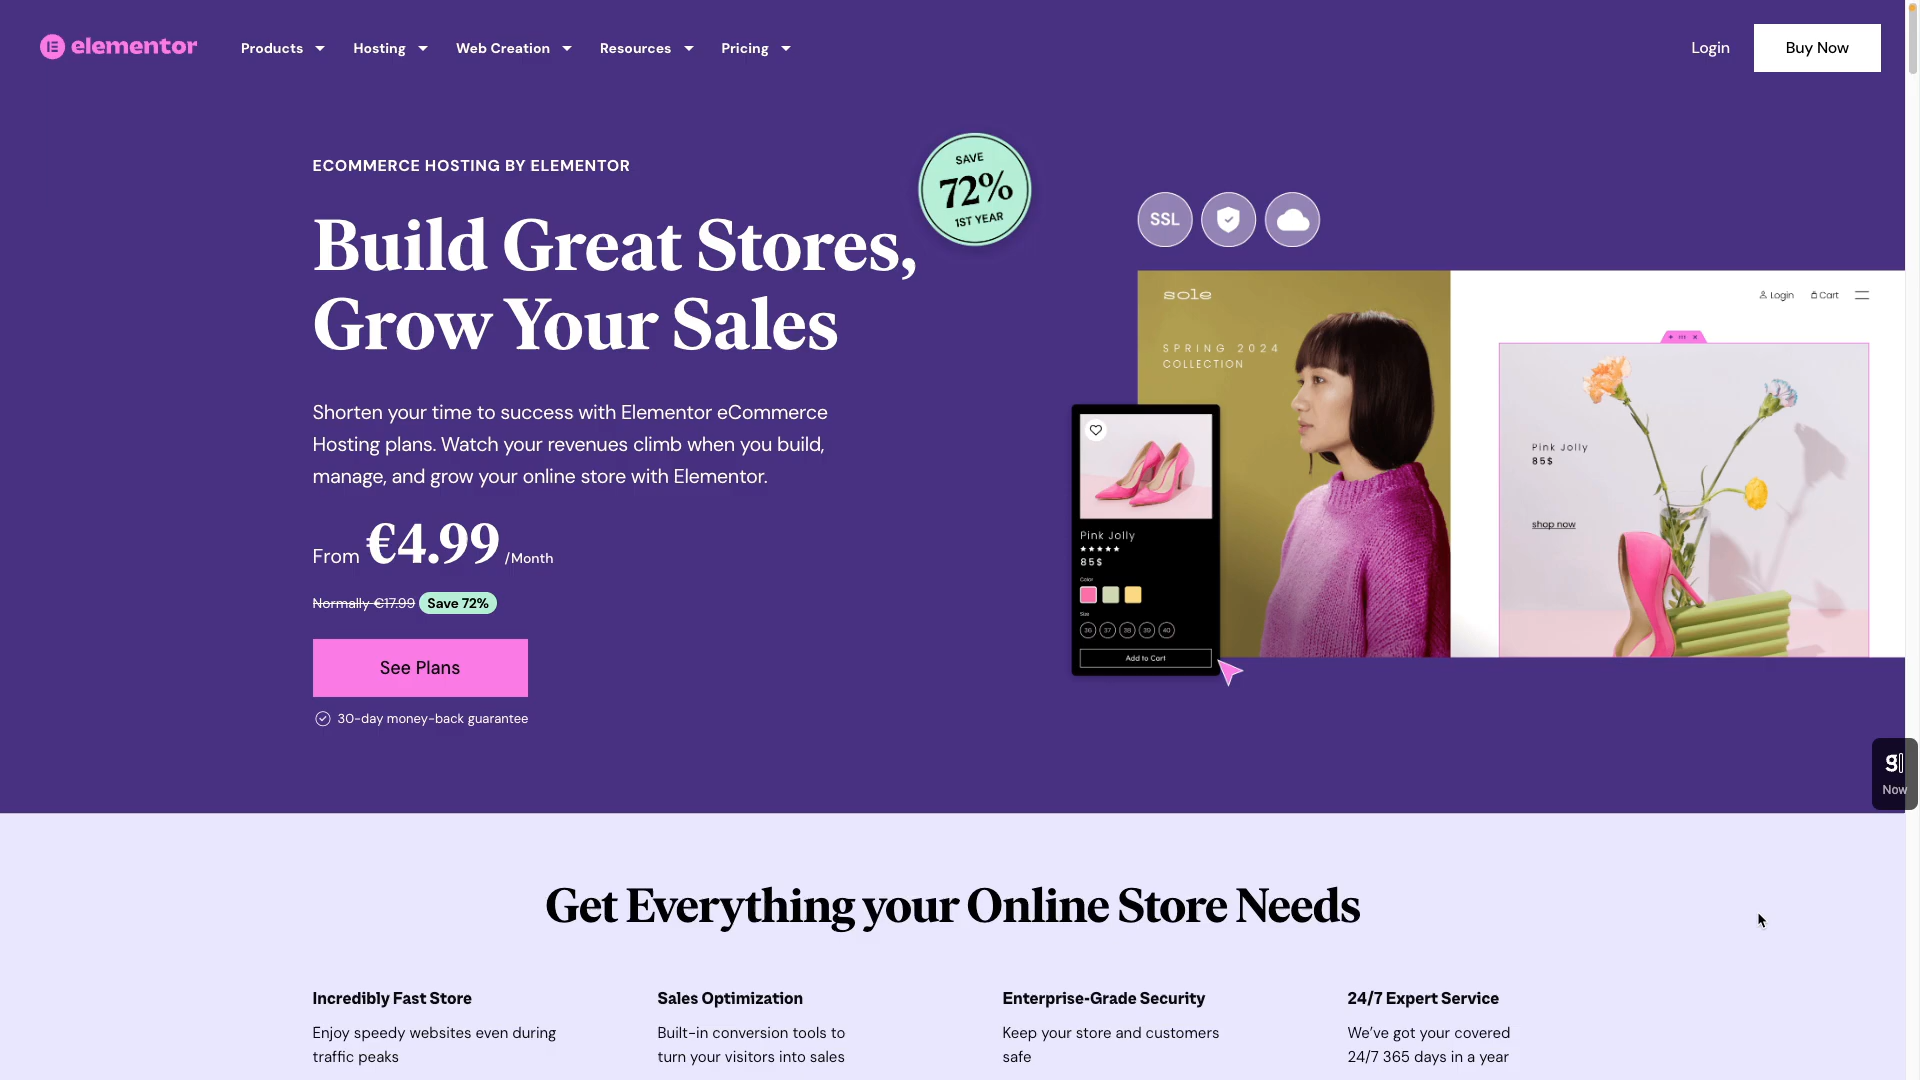 elementor
Products
Hosting
Web Creation
Resources
Pricing
Login
Buy Now
ECOMMERCE HOSTING BY ELEMENTOR
Build Great Stores,
Grow Your Sales
SAVE
72%
1ST YEAR
Shorten your time to success with Elementor eCommerce
Hosting plans. Watch your revenues climb when you build,
manage, and grow your online store with Elementor.
From €4.99 /Month
Normally €17.99 Save 72%
See Plans
30-day money-back guarantee
SSL
sole
SPRING 2024
COLLECTION
Login
Cart
Pink Jolly
85$
shop now
Pink Jolly
85$
Color
Size
36 37 38 39 40
Add to Cart
g
Now
Get Everything your Online Store Needs
Incredibly Fast Store
Enjoy speedy websites even during
traffic peaks
Sales Optimization
Built-in conversion tools to
turn your visitors into sales
Enterprise-Grade Security
Keep your store and customers
safe
24/7 Expert Service
We've got your covered
24/7 365 days in a year